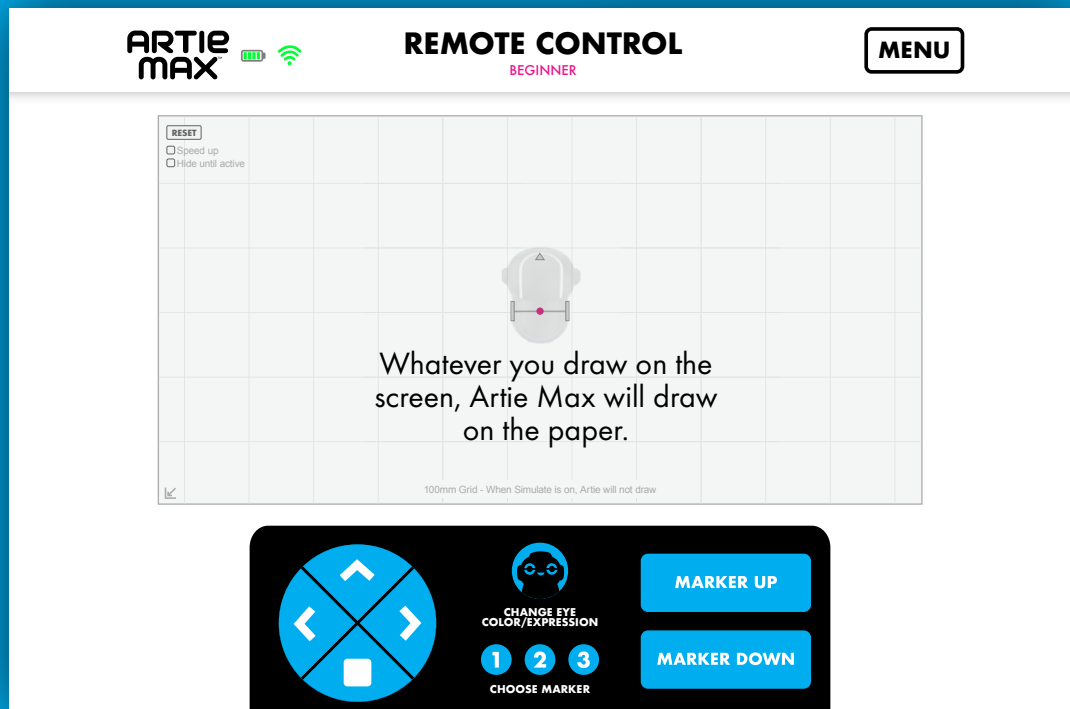 ARTIE
MAX™
REMOTE CONTROL
BEGINNER
MENU
RESET
Speed up
Hide until active
Whatever you draw on the
screen, Artie Max will draw
on the paper.
100mm Grid - When Simulate is on, Artie will not draw
CHANGE EYE
COLOR/EXPRESSION
1 2 3
CHOOSE MARKER
MARKER UP
MARKER DOWN